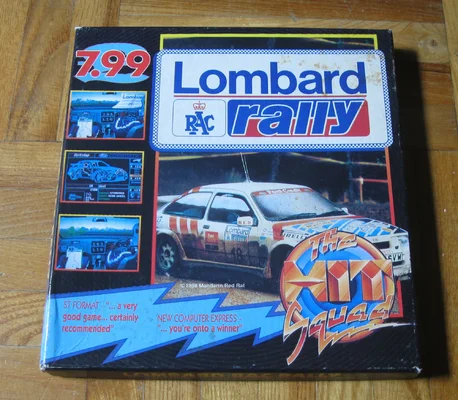 7.99
Lombard
RAC
rally
© 1988 Mandarin/Red Rat
THE
HIT
Squad
ST FORMAT - "... a very
good game... certainly
recommended"
NEW COMPUTER EXPRESS -
"... you're onto a winner"